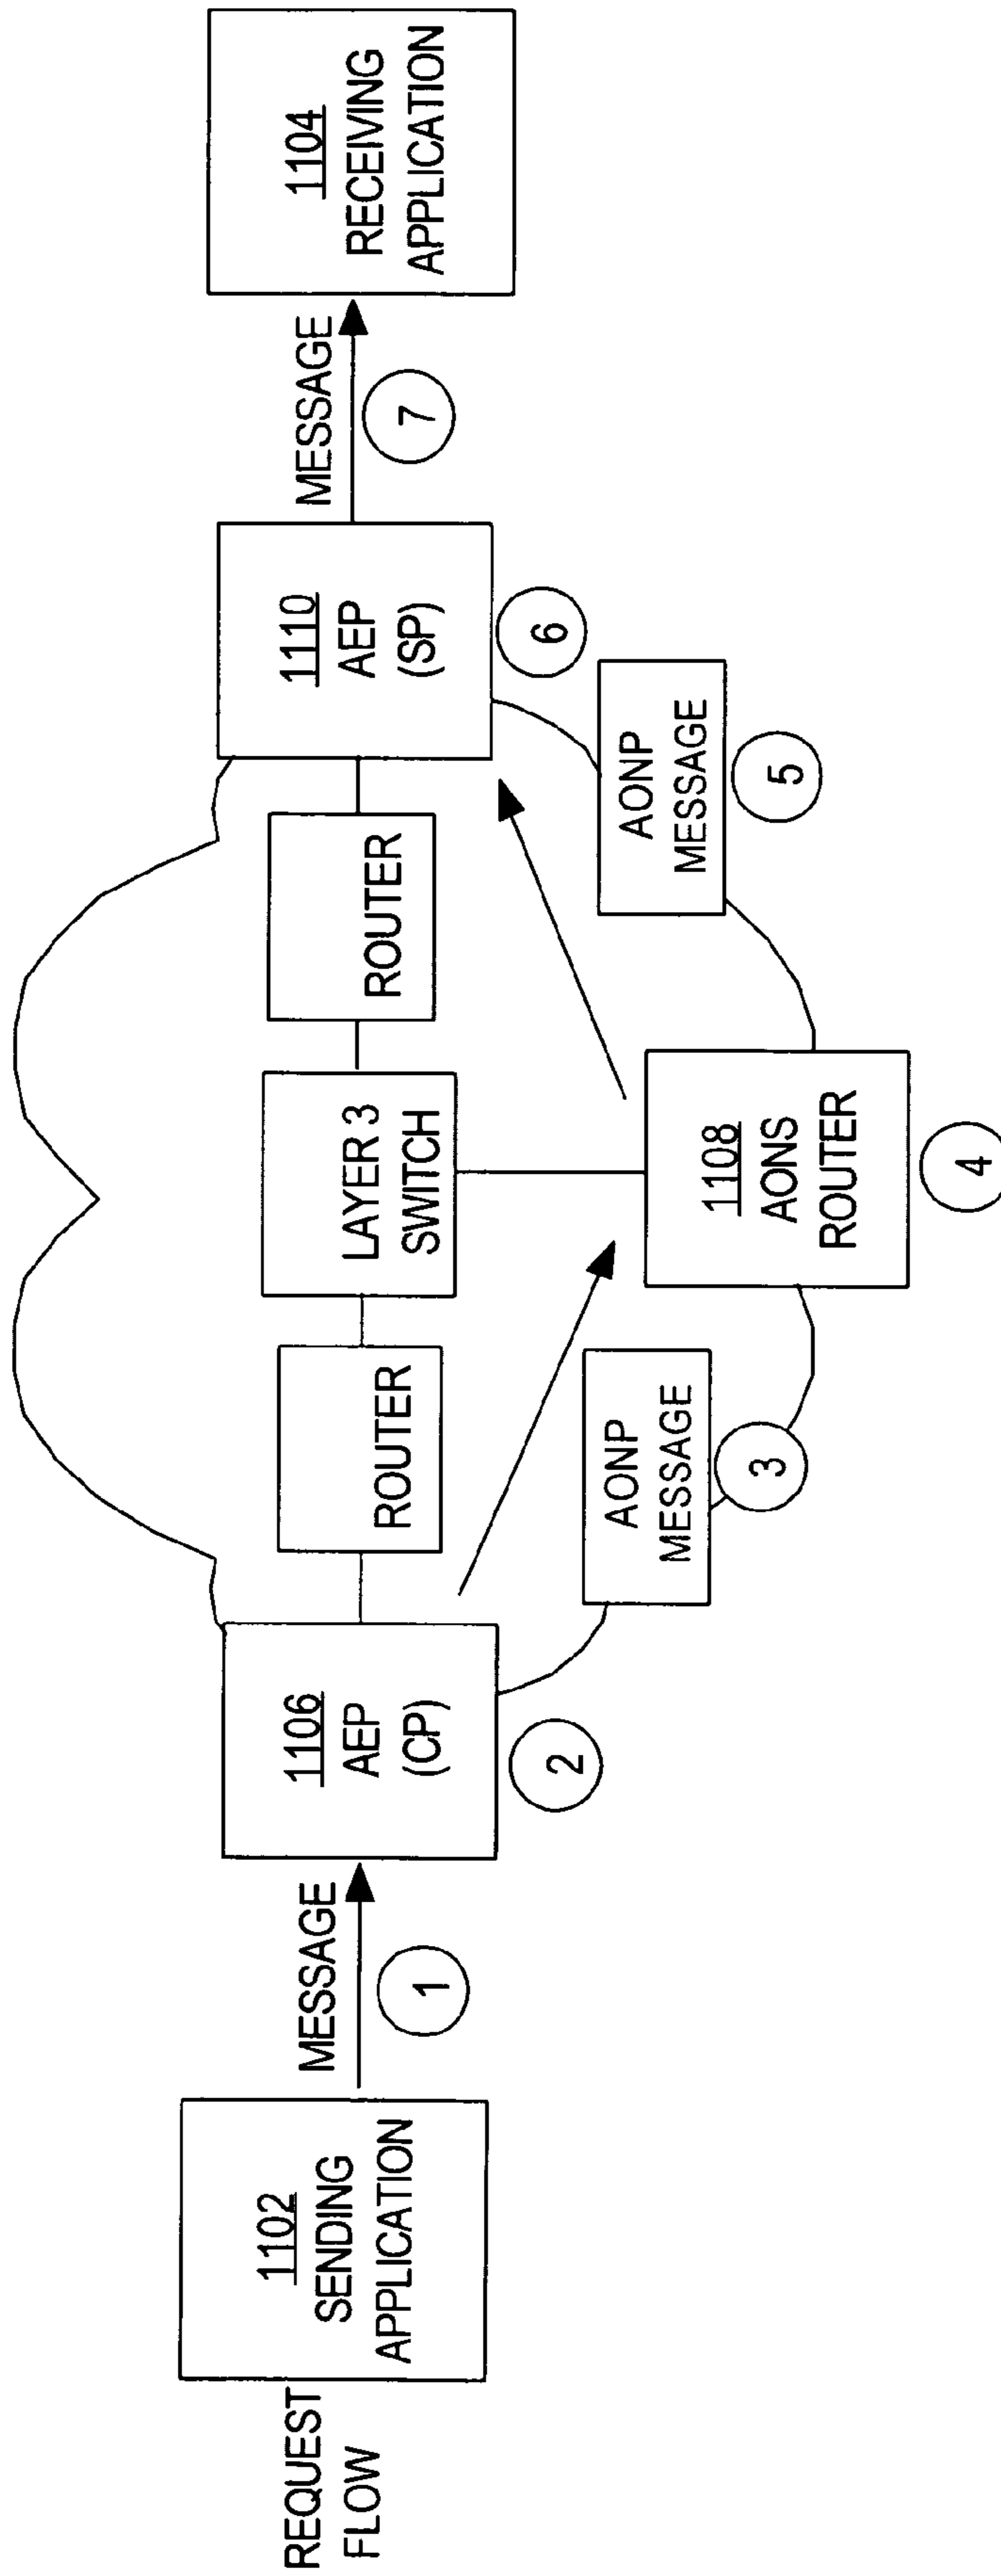 REQUEST
FLOW
1102
SENDING
APPLICATION
MESSAGE
1
1106
AEP
(CP)
2
ROUTER
AONP
MESSAGE
3
LAYER 3
SWITCH
1108
AONS
ROUTER
4
ROUTER
AONP
MESSAGE
5
1110
AEP
(SP)
6
MESSAGE
7
1104
RECEIVING
APPLICATION